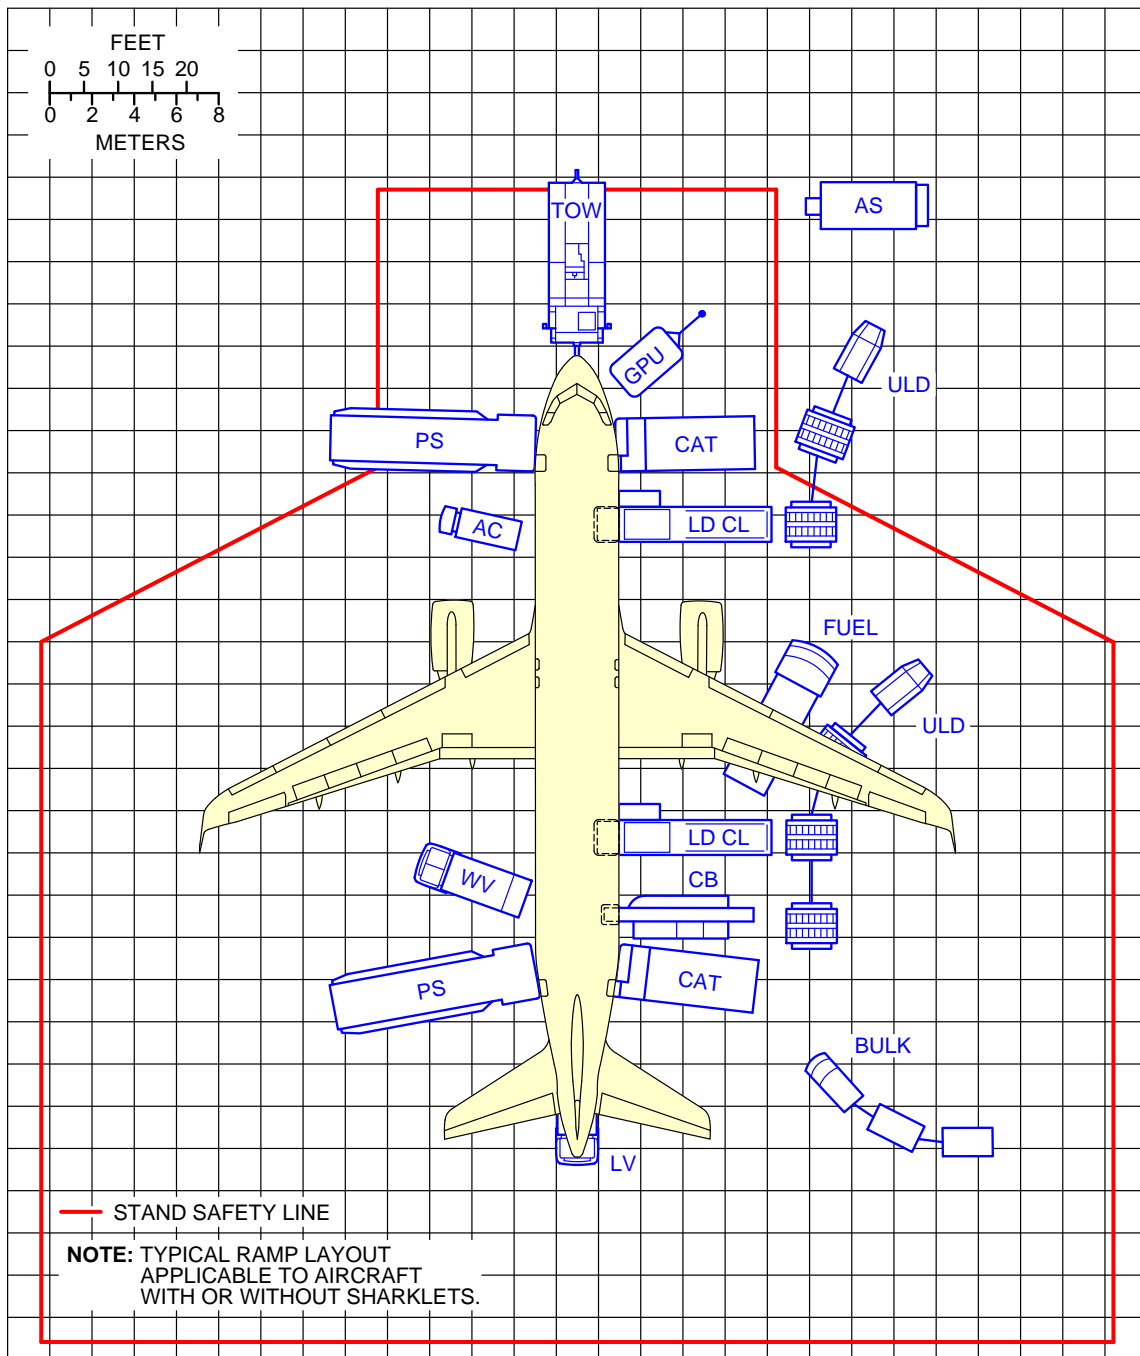 FEET
0 5 10 15 20
0 2 4 6 8
METERS
TOW
AS
GPU
ULD
PS
CAT
AC
LD CL
FUEL
ULD
LD CL
WV
CB
PS
CAT
BULK
LV
STAND SAFETY LINE
NOTE: TYPICAL RAMP LAYOUT
APPLICABLE TO AIRCRAFT
WITH OR WITHOUT SHARKLETS.